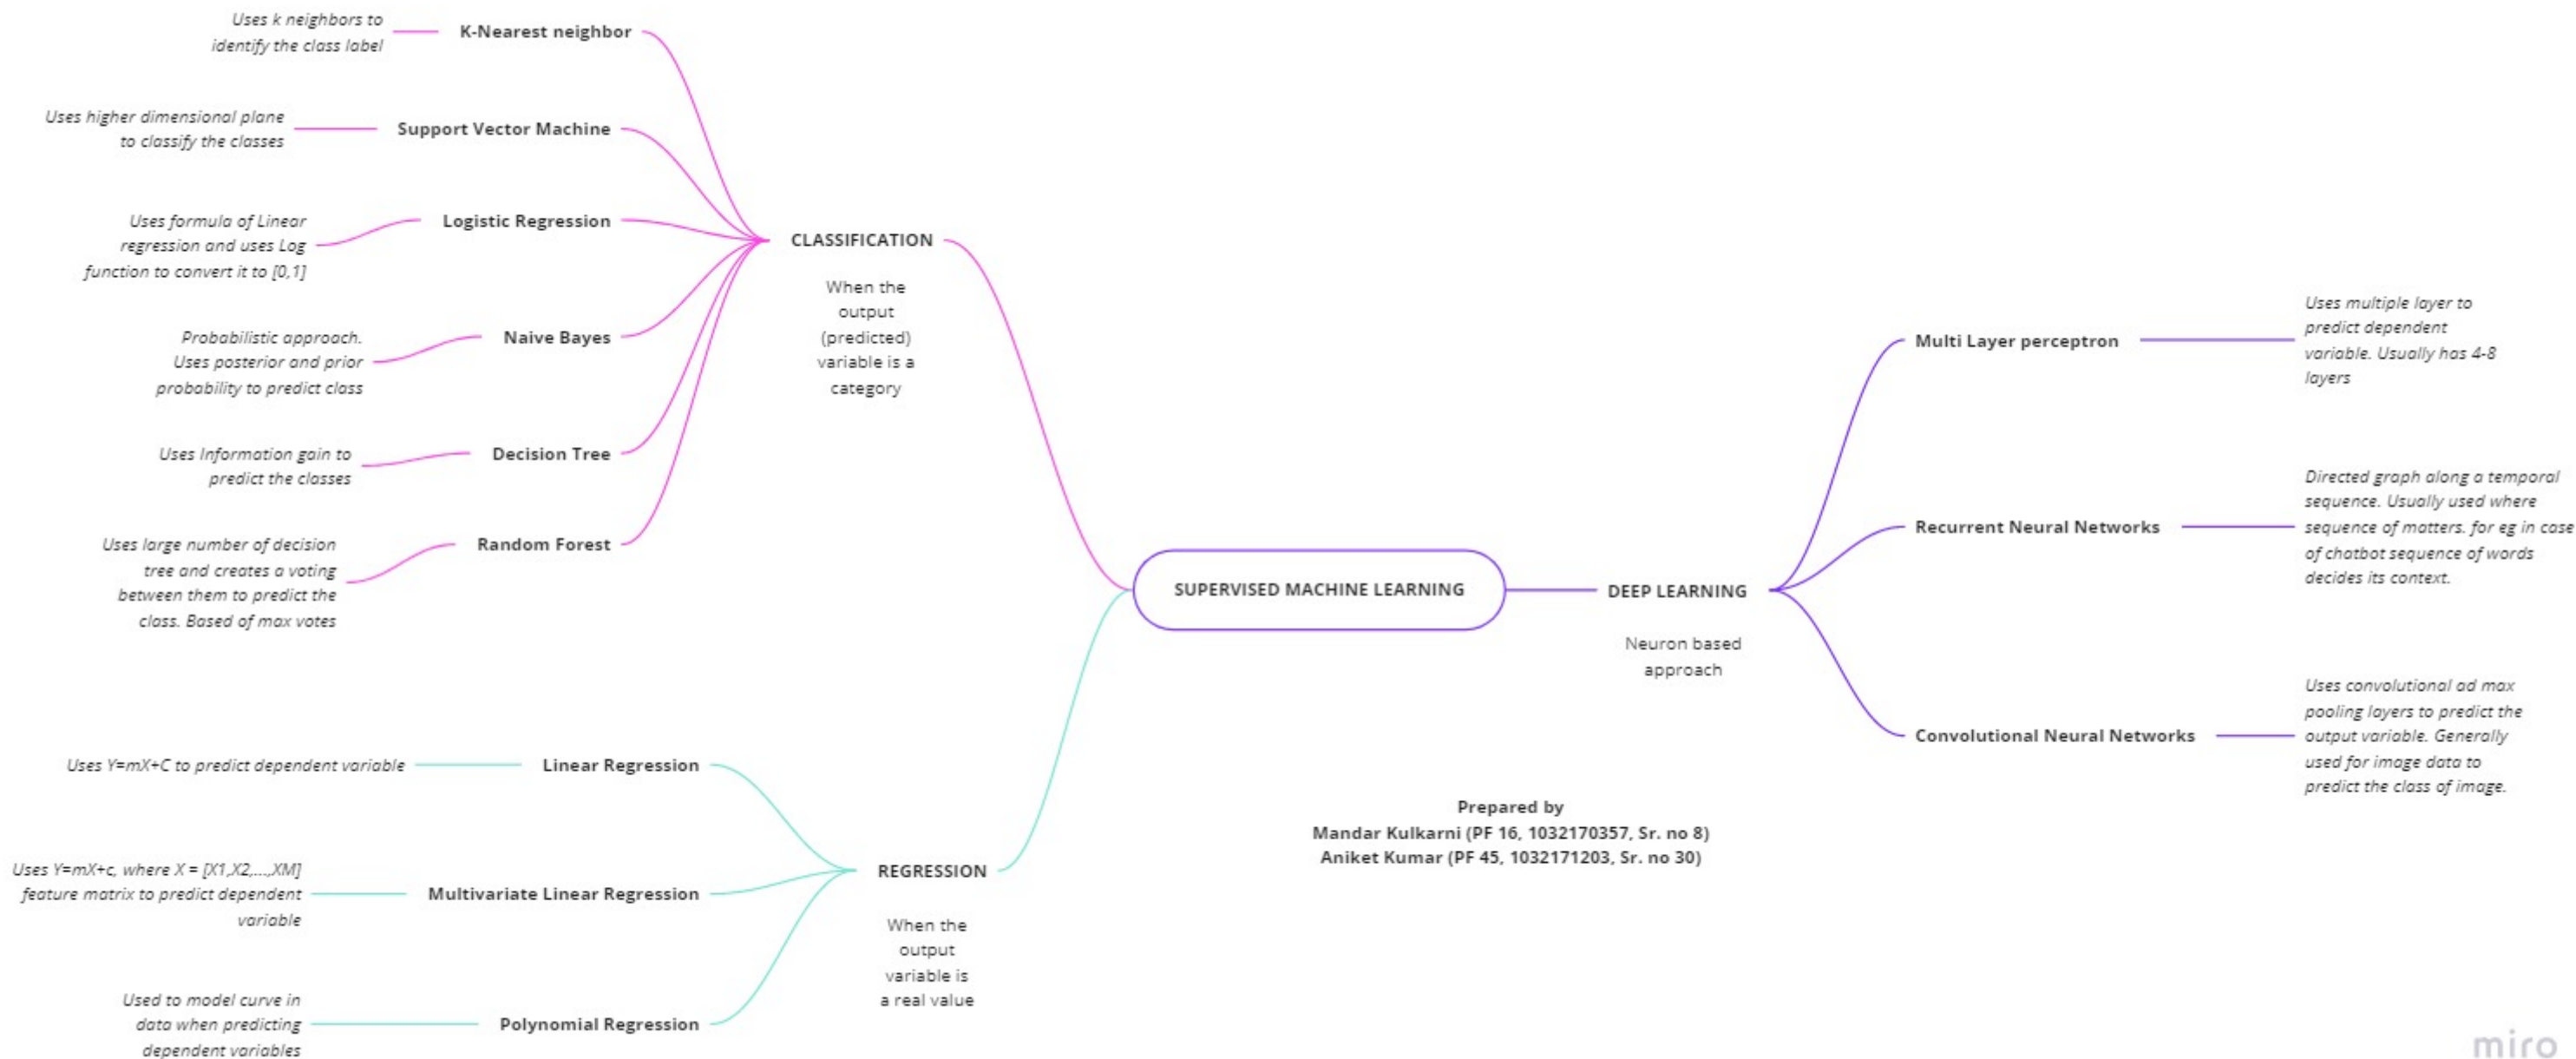 Uses k neighbors to
identify the class label
K-Nearest neighbor
Uses higher dimensional plane
to classify the classes
Support Vector Machine
Uses formula of Linear
regression and uses Log
function to convert it to [0,1]
Logistic Regression
Probabilistic approach.
Uses posterior and prior
probability to predict class
Naive Bayes
Uses Information gain to
predict the classes
Decision Tree
Uses large number of decision
tree and creates a voting
between them to predict the
class. Based of max votes
Random Forest
CLASSIFICATION
When the
output
(predicted)
variable is a
category
Uses Y=mX+C to predict dependent variable
Linear Regression
Uses Y=mX+c, where X = [X1,X2,...,XM]
feature matrix to predict dependent
variable
Multivariate Linear Regression
Used to model curve in
data when predicting
dependent variables
Polynomial Regression
REGRESSION
When the
output
variable is
a real value
SUPERVISED MACHINE LEARNING
DEEP LEARNING
Neuron based
approach
Multi Layer perceptron
Uses multiple layer to
predict dependent
variable. Usually has 4-8
layers
Recurrent Neural Networks
Directed graph along a temporal
sequence. Usually used where
sequence of matters. for eg in case
of chatbot sequence of words
decides its context.
Convolutional Neural Networks
Uses convolutional ad max
pooling layers to predict the
output variable. Generally
used for image data to
predict the class of image.
Prepared by
Mandar Kulkarni (PF 16, 1032170357, Sr. no 8)
Aniket Kumar (PF 45, 1032171203, Sr. no 30)
miro